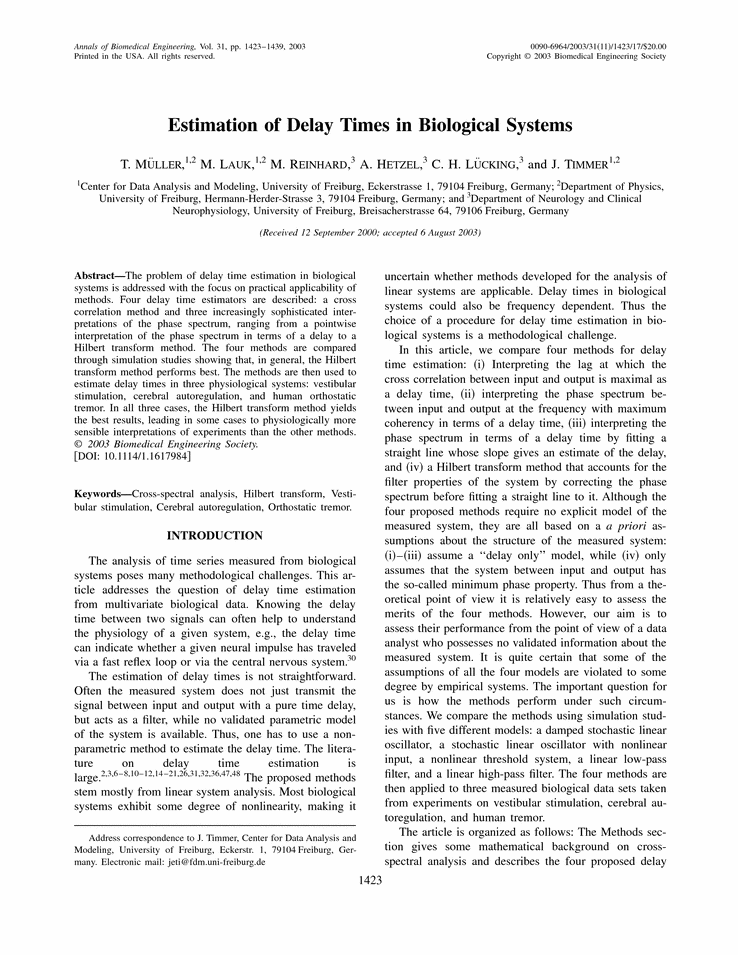 Annals of Biomedical Engineering, Vol. 31, pp. 1423–1439, 2003
Printed in the USA. All rights reserved.
0090-6964/2003/31(11)/1423/17/$20.00
Copyright © 2003 Biomedical Engineering Society
Estimation of Delay Times in Biological Systems
T. MÜLLER,1,2 M. LAUK,1,2 M. REINHARD,3 A. HETZEL,3 C. H. LÜCKING,3 and J. TIMMER1,2
1Center for Data Analysis and Modeling, University of Freiburg, Eckerstrasse 1, 79104 Freiburg, Germany; 2Department of Physics,
University of Freiburg, Hermann-Herder-Strasse 3, 79104 Freiburg, Germany; and 3Department of Neurology and Clinical
Neurophysiology, University of Freiburg, Breisacherstrasse 64, 79106 Freiburg, Germany
(Received 12 September 2000; accepted 6 August 2003)
Abstract—The problem of delay time estimation in biological
systems is addressed with the focus on practical applicability of
methods. Four delay time estimators are described: a cross
correlation method and three increasingly sophisticated inter-
pretations of the phase spectrum, ranging from a pointwise
interpretation of the phase spectrum in terms of a delay to a
Hilbert transform method. The four methods are compared
through simulation studies showing that, in general, the Hilbert
transform method performs best. The methods are then used to
estimate delay times in three physiological systems: vestibular
stimulation, cerebral autoregulation, and human orthostatic
tremor. In all three cases, the Hilbert transform method yields
the best results, leading in some cases to physiologically more
sensible interpretations of experiments than the other methods.
© 2003 Biomedical Engineering Society.
[DOI: 10.1114/1.1617984]
Keywords—Cross-spectral analysis, Hilbert transform, Vesti-
bular stimulation, Cerebral autoregulation, Orthostatic tremor.
INTRODUCTION
The analysis of time series measured from biological
systems poses many methodological challenges. This ar-
ticle addresses the question of delay time estimation
from multivariate biological data. Knowing the delay
time between two signals can often help to understand
the physiology of a given system, e.g., the delay time
can indicate whether a given neural impulse has traveled
via a fast reflex loop or via the central nervous system.30
The estimation of delay times is not straightforward.
Often the measured system does not just transmit the
signal between input and output with a pure time delay,
but acts as a filter, while no validated parametric model
of the system is available. Thus, one has to use a non-
parametric method to estimate the delay time. The litera-
ture on delay time estimation is
large.2,3,6–8,10–12,14–21,26,31,32,36,47,48 The proposed methods
stem mostly from linear system analysis. Most biological
systems exhibit some degree of nonlinearity, making it
Address correspondence to J. Timmer, Center for Data Analysis and
Modeling, University of Freiburg, Eckerstr. 1, 79104 Freiburg, Ger-
many. Electronic mail: jeti@fdm.uni-freiburg.de
uncertain whether methods developed for the analysis of
linear systems are applicable. Delay times in biological
systems could also be frequency dependent. Thus the
choice of a procedure for delay time estimation in bio-
logical systems is a methodological challenge.
In this article, we compare four methods for delay
time estimation: (i) Interpreting the lag at which the
cross correlation between input and output is maximal as
a delay time, (ii) interpreting the phase spectrum be-
tween input and output at the frequency with maximum
coherency in terms of a delay time, (iii) interpreting the
phase spectrum in terms of a delay time by fitting a
straight line whose slope gives an estimate of the delay,
and (iv) a Hilbert transform method that accounts for the
filter properties of the system by correcting the phase
spectrum before fitting a straight line to it. Although the
four proposed methods require no explicit model of the
measured system, they are all based on a a priori as-
sumptions about the structure of the measured system:
(i)–(iii) assume a ‘‘delay only’’ model, while (iv) only
assumes that the system between input and output has
the so-called minimum phase property. Thus from a the-
oretical point of view it is relatively easy to assess the
merits of the four methods. However, our aim is to
assess their performance from the point of view of a data
analyst who possesses no validated information about the
measured system. It is quite certain that some of the
assumptions of all the four models are violated to some
degree by empirical systems. The important question for
us is how the methods perform under such circum-
stances. We compare the methods using simulation stud-
ies with five different models: a damped stochastic linear
oscillator, a stochastic linear oscillator with nonlinear
input, a nonlinear threshold system, a linear low-pass
filter, and a linear high-pass filter. The four methods are
then applied to three measured biological data sets taken
from experiments on vestibular stimulation, cerebral au-
toregulation, and human tremor.
The article is organized as follows: The Methods sec-
tion gives some mathematical background on cross-
spectral analysis and describes the four proposed delay
1423